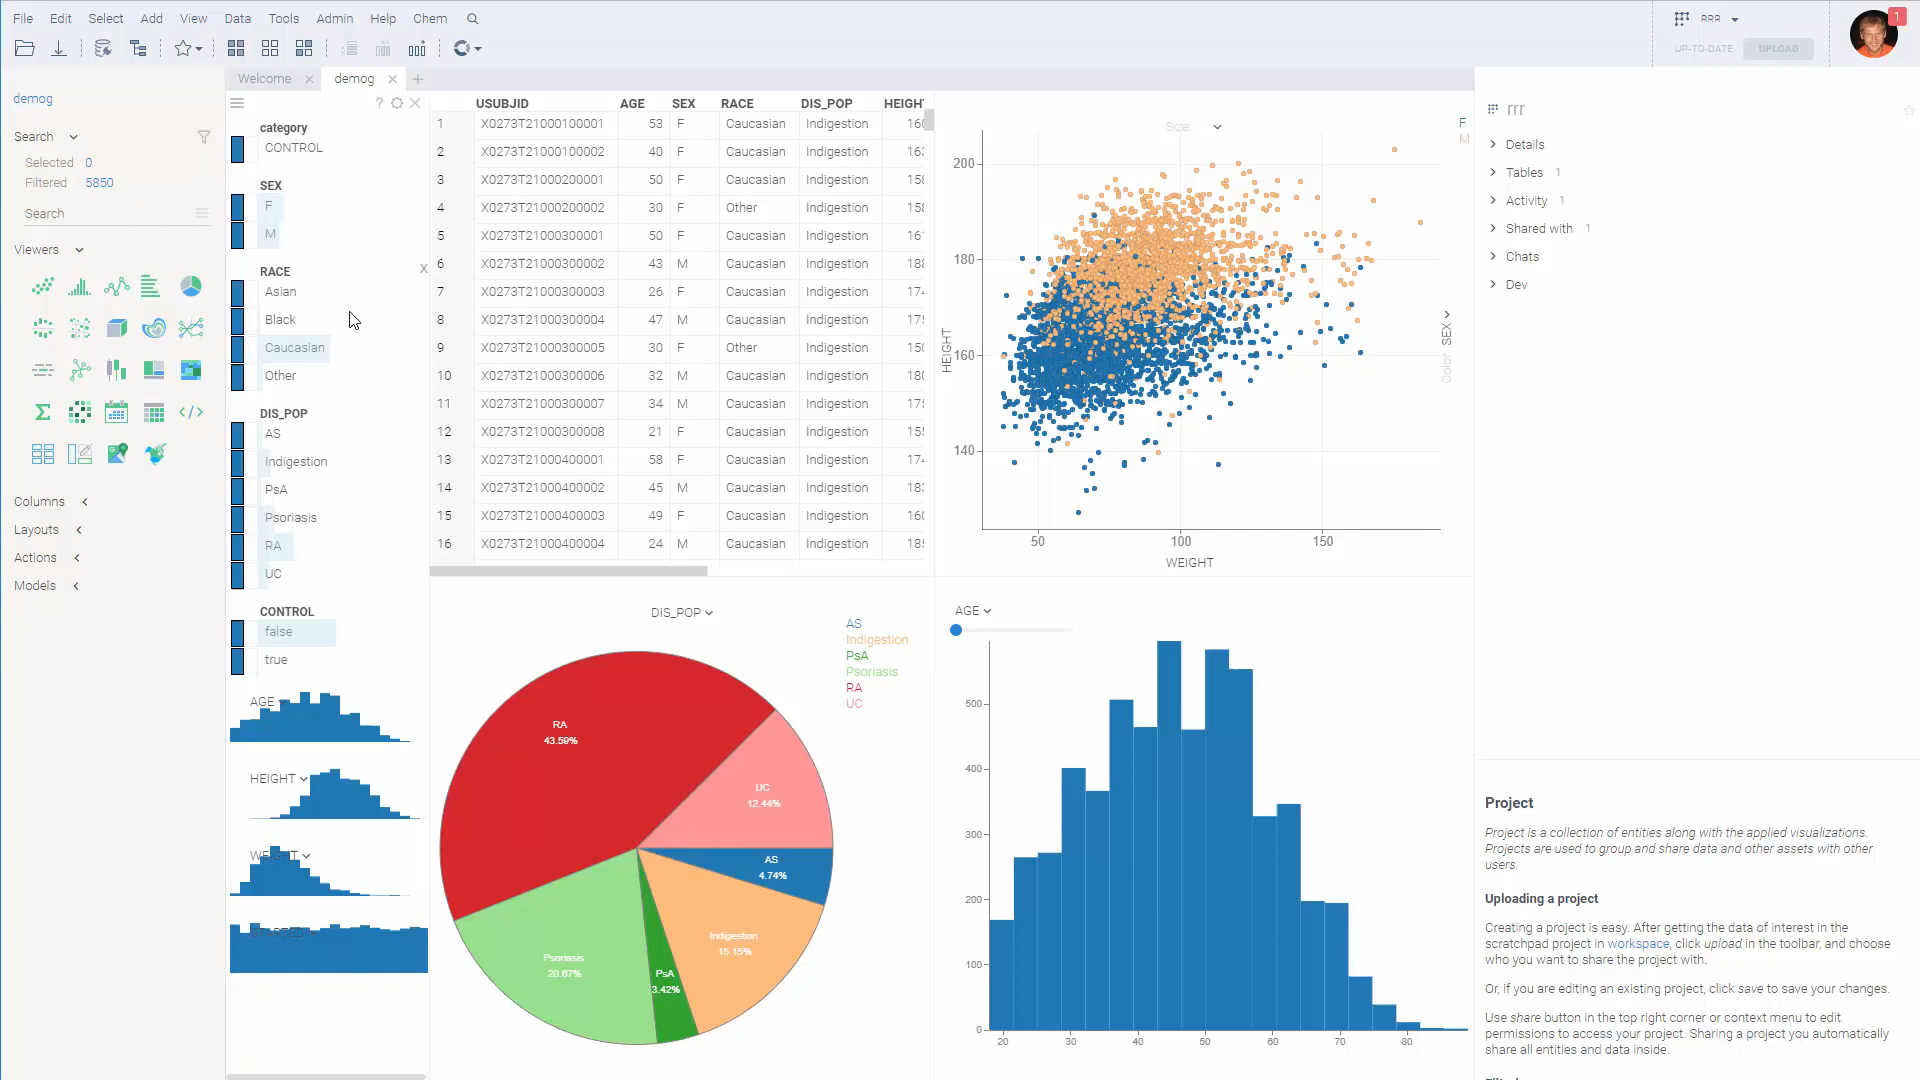 File Edit Select Add View Data Tools Admin Help Chem
RRR
1
UP-TO-DATE UPLOAD
Welcome demog
demog
Search
Selected 0
Filtered 5850
Search
Viewers
Columns
Layouts
Actions
Models
category
CONTROL
SEX
F
M
RACE
X
Asian
Black
Caucasian
Other
DIS_POP
AS
Indigestion
PsA
Psoriasis
RA
UC
CONTROL
false
true
AGE
HEIGHT
WEIGHT
STARTED
USUBJID AGE SEX RACE DIS_POP
1 X0273T21000100001 53 F Caucasian Indigestion
2 X0273T21000100002 40 F Caucasian Indigestion
3 X0273T21000200001 50 F Caucasian Indigestion
4 X0273T21000200002 30 F Other Indigestion
5 X0273T21000300001 50 F Caucasian Indigestion
6 X0273T21000300002 43 M Caucasian Indigestion
7 X0273T21000300003 26 F Caucasian Indigestion
8 X0273T21000300004 47 M Caucasian Indigestion
9 X0273T21000300005 30 F Other Indigestion
10 X0273T21000300006 32 M Caucasian Indigestion
11 X0273T21000300007 34 M Caucasian Indigestion
12 X0273T21000300008 21 F Caucasian Indigestion
13 X0273T21000400001 58 F Caucasian Indigestion
14 X0273T21000400002 45 M Caucasian Indigestion
15 X0273T21000400003 49 F Caucasian Indigestion
16 X0273T21000400004 24 M Caucasian Indigestion
Size:
F
M
200
180
160
140
HEIGHT
50 100 150
WEIGHT
Color: SEX
DIS_POP
AS
Indigestion
PsA
Psoriasis
RA
UC
RA
43.59%
UC
12.44%
AS
4.74%
Indigestion
15.15%
PsA
3.42%
Psoriasis
20.67%
AGE
500
400
300
200
100
0
20 30 40 50 60 70 80
rrr
Details
Tables 1
Activity 1
Shared with 1
Chats
Dev
Project
Project is a collection of entities along with the applied visualizations.
Projects are used to group and share data and other assets with other
users.
Uploading a project
Creating a project is easy. After getting the data of interest in the
scratchpad project in workspace, click upload in the toolbar, and choose
who you want to share the project with.
Or, if you are editing an existing project, click save to save your changes.
Use share button in the top right corner or context menu to edit
permissions to access your project. Sharing a project you automatically
share all entities and data inside.